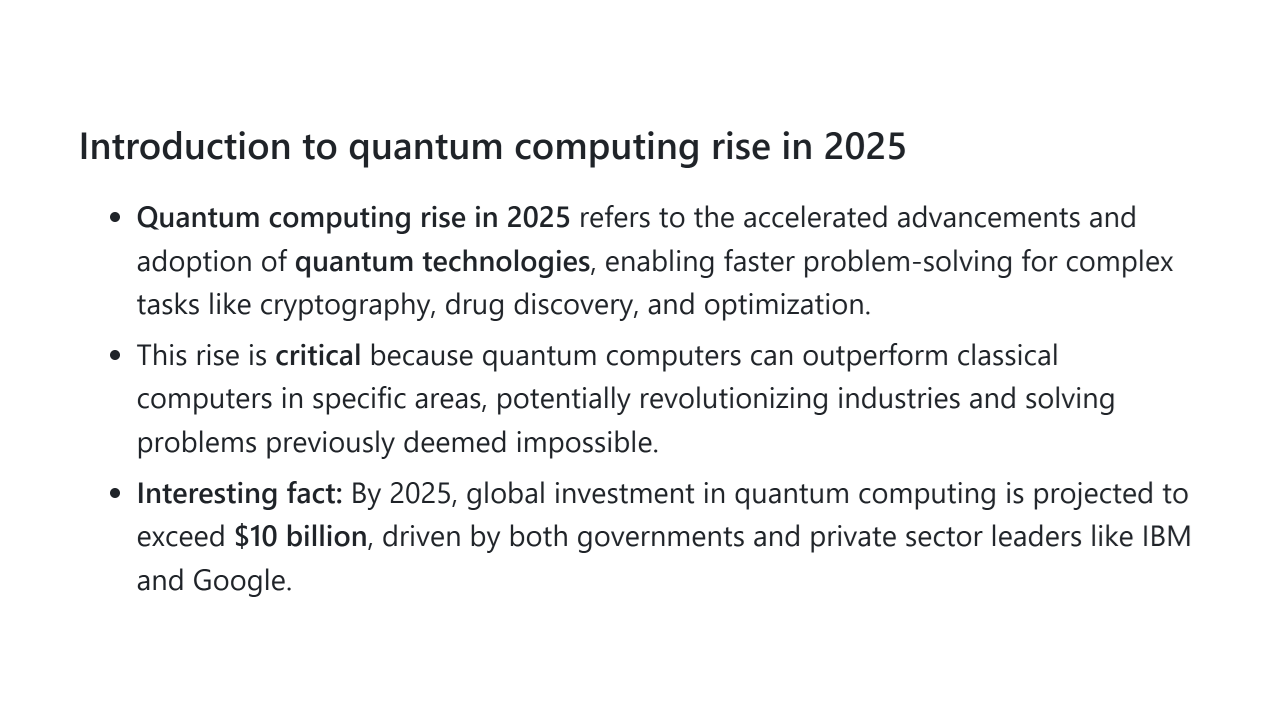 Introduction to quantum computing rise in 2025
• Quantum computing rise in 2025 refers to the accelerated advancements and
adoption of quantum technologies, enabling faster problem-solving for complex
tasks like cryptography, drug discovery, and optimization.
• This rise is critical because quantum computers can outperform classical
computers in specific areas, potentially revolutionizing industries and solving
problems previously deemed impossible.
• Interesting fact: By 2025, global investment in quantum computing is projected to
exceed $10 billion, driven by both governments and private sector leaders like IBM
and Google.